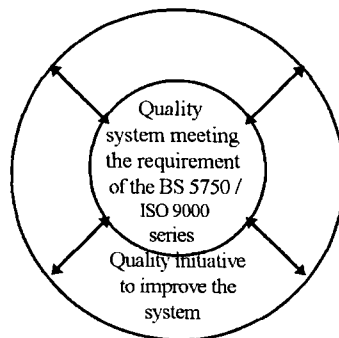 Quality
system meeting
the requirement
of the BS 5750 /
ISO 9000
series
Quality initiative
to improve the
system